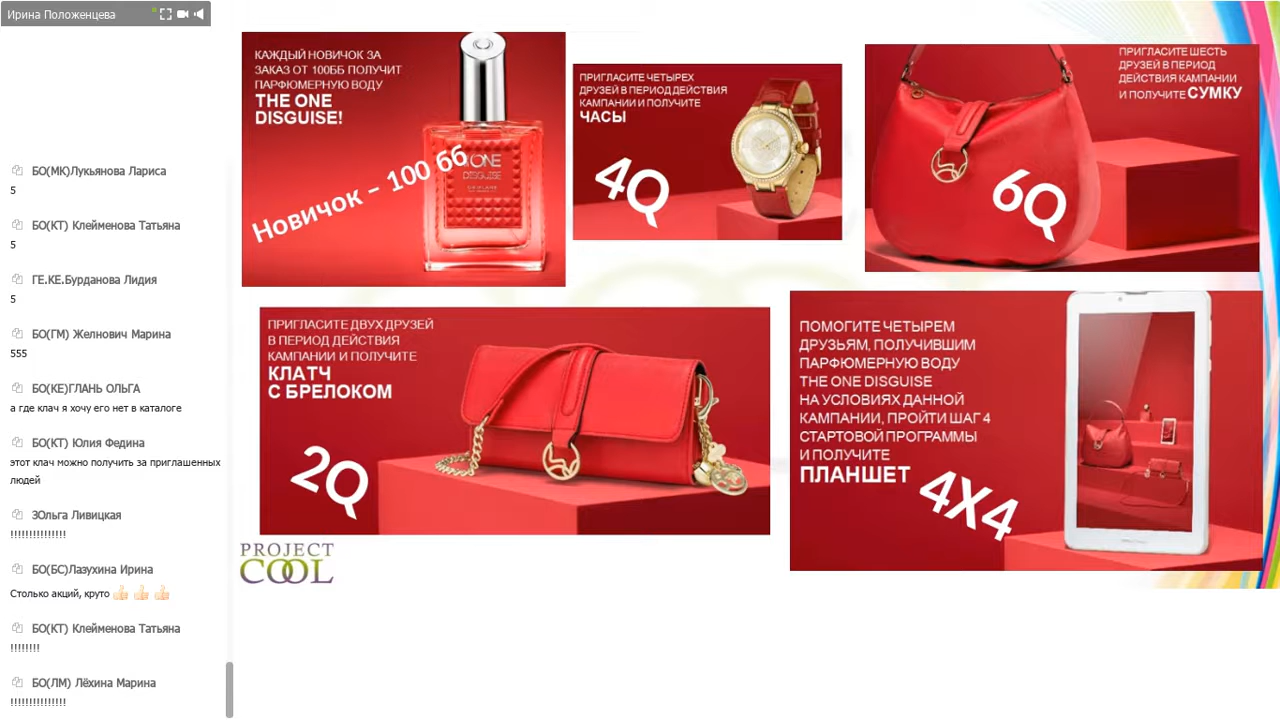 Ирина Положенцева
БО(МК)Лукьянова Лариса
5
БО(КТ) Клейменова Татьяна
5
ГЕ.КЕ.Бурданова Лидия
5
БО(ГМ) Желнович Марина
555
БО(КЕ)ГЛАНЬ ОЛЬГА
а где клач я хочу его нет в каталоге
БО(КТ) Юлия Федина
этот клач можно получить за приглашенных
людей
ЗОльга Ливицкая
!!!!!!!!!!!!!!!
БО(БС)Лазухина Ирина
Столько акций, круто
БО(КТ) Клейменова Татьяна
!!!!!!!!
БО(ЛМ) Лёхина Марина
!!!!!!!!!!!!!!!
КАЖДЫЙ НОВИЧОК ЗА
ЗАКАЗ ОТ 100ББ ПОЛУЧИТ
ПАРФЮМЕРНУЮ ВОДУ
THE ONE
DISGUISE!
Новичок – 100 бб
ONE
DISGUISE
ПРИГЛАСИТЕ ЧЕТЫРЕХ
ДРУЗЕЙ В ПЕРИОД ДЕЙСТВИЯ
КАМПАНИИ И ПОЛУЧИТЕ
ЧАСЫ
4Q
ПРИГЛАСИТЕ ШЕСТЬ
ДРУЗЕЙ В ПЕРИОД
ДЕЙСТВИЯ КАМПАНИИ
И ПОЛУЧИТЕ СУМКУ
6Q
ПРИГЛАСИТЕ ДВУХ ДРУЗЕЙ
В ПЕРИОД ДЕЙСТВИЯ
КАМПАНИИ И ПОЛУЧИТЕ
КЛАТЧ
С БРЕЛОКОМ
2Q
ПОМОГИТЕ ЧЕТЫРЕМ
ДРУЗЬЯМ, ПОЛУЧИВШИМ
ПАРФЮМЕРНУЮ ВОДУ
THE ONE DISGUISE
НА УСЛОВИЯХ ДАННОЙ
КАМПАНИИ, ПРОЙТИ ШАГ 4
СТАРТОВОЙ ПРОГРАММЫ
И ПОЛУЧИТЕ
ПЛАНШЕТ
4X4
PROJECT
COOL